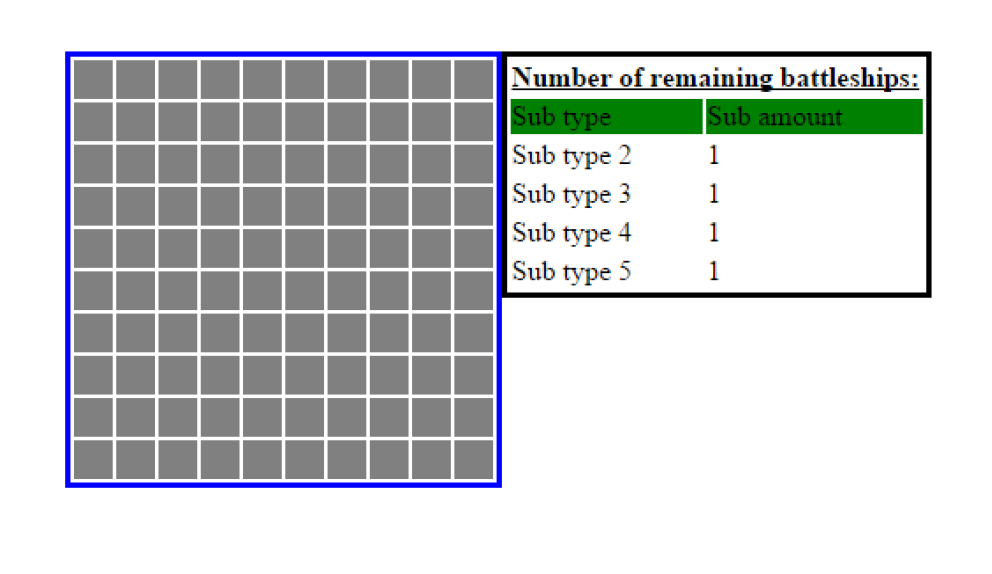 Number of remaining battleships:
Sub type Sub amount
Sub type 2 1
Sub type 3 1
Sub type 4 1
Sub type 5 1